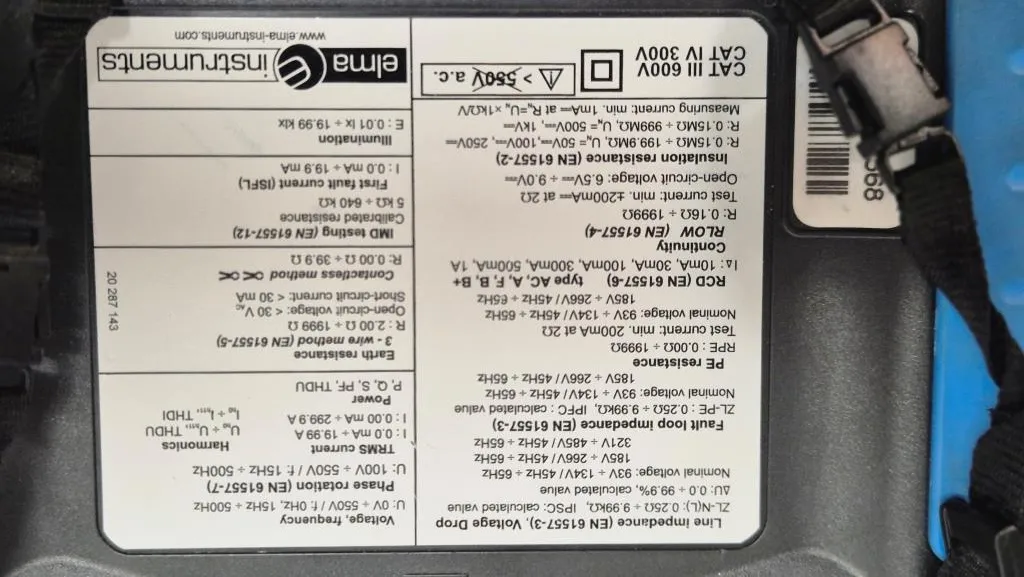 Line impedance (EN 61557-3), Voltage Drop
ZL-N(L): 0.25Ω ÷ 9.99kΩ, IPSC: calculated value
ΔU: 0.0 ÷ 99.9%, calculated value
Nominal voltage: 93V ÷ 134V / 45Hz ÷ 65Hz
185V ÷ 266V / 45Hz ÷ 65Hz
321V ÷ 485V / 45Hz ÷ 65Hz
Fault loop impedance (EN 61557-3)
ZL-PE : 0.25Ω ÷ 9.99kΩ, IPFC : calculated value
Nominal voltage: 93V ÷ 134V / 45Hz ÷ 65Hz
185V ÷ 266V / 45Hz ÷ 65Hz
PE resistance
RPE : 0.00Ω ÷ 1999Ω
Test current: min. 200mA at 2Ω
Nominal voltage: 93V ÷ 134V / 45Hz ÷ 65Hz
185V ÷ 266V / 45Hz ÷ 65Hz
RCD (EN 61557-6) type AC, A, F, B, B+
IΔ: 10mA, 30mA, 100mA, 300mA, 500mA, 1A
Continuity
RLOW (EN 61557-4)
R: 0.16Ω ÷ 1999Ω
Test current: min. ±200mA⎓ at 2Ω
Open-circuit voltage: 6.5V⎓ ÷ 9.0V⎓
Insulation resistance (EN 61557-2)
R: 0.15MΩ ÷ 199.9MΩ, UN= 50V⎓,100V⎓, 250V⎓
R: 0.15MΩ ÷ 999MΩ, UN= 500V⎓, 1kV⎓
Measuring current: min. 1mA⎓ at RN=UN×1kΩ/V
CAT III 600V
CAT IV 300V
> 550V a.c.
Voltage, frequency
U: 0V ÷ 550V / f: 0Hz, 15Hz ÷ 500Hz
Phase rotation (EN 61557-7)
U: 100V ÷ 550V / f: 15Hz ÷ 500Hz
TRMS current
I : 0.0 mA ÷ 19.99 A
I : 0.00 mA ÷ 299.9 A
Harmonics
Uh0 ÷ Uh11, THDU
Ih0 ÷ Ih11, THDI
Power
P, Q, S, PF, THDU
Earth resistance
3 - wire method (EN 61557-5)
R : 2.00 Ω ÷ 1999 Ω
Open-circuit voltage: < 30 VAC
Short-circuit current: < 30 mA
Contactless method
R: 0.00 Ω ÷ 39.9 Ω
20 287 143
IMD testing (EN 61557-12)
Calibrated resistance
5 kΩ ÷ 640 kΩ
First fault current (ISFL)
I : 0.0 mA ÷ 19.9 mA
Illumination
E : 0.01 lx ÷ 19.99 klx
elma instruments
www.elma-instruments.com